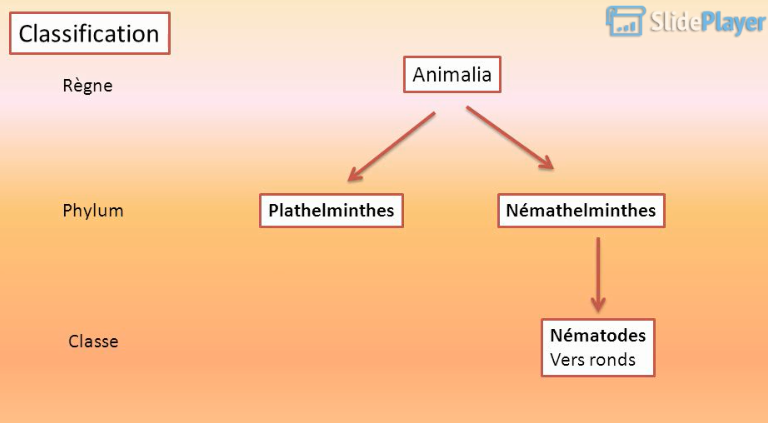 Classification
SlidePlayer
Règne
Animalia
Phylum
Plathelminthes
Némathelminthes
Classe
Nématodes
Vers ronds